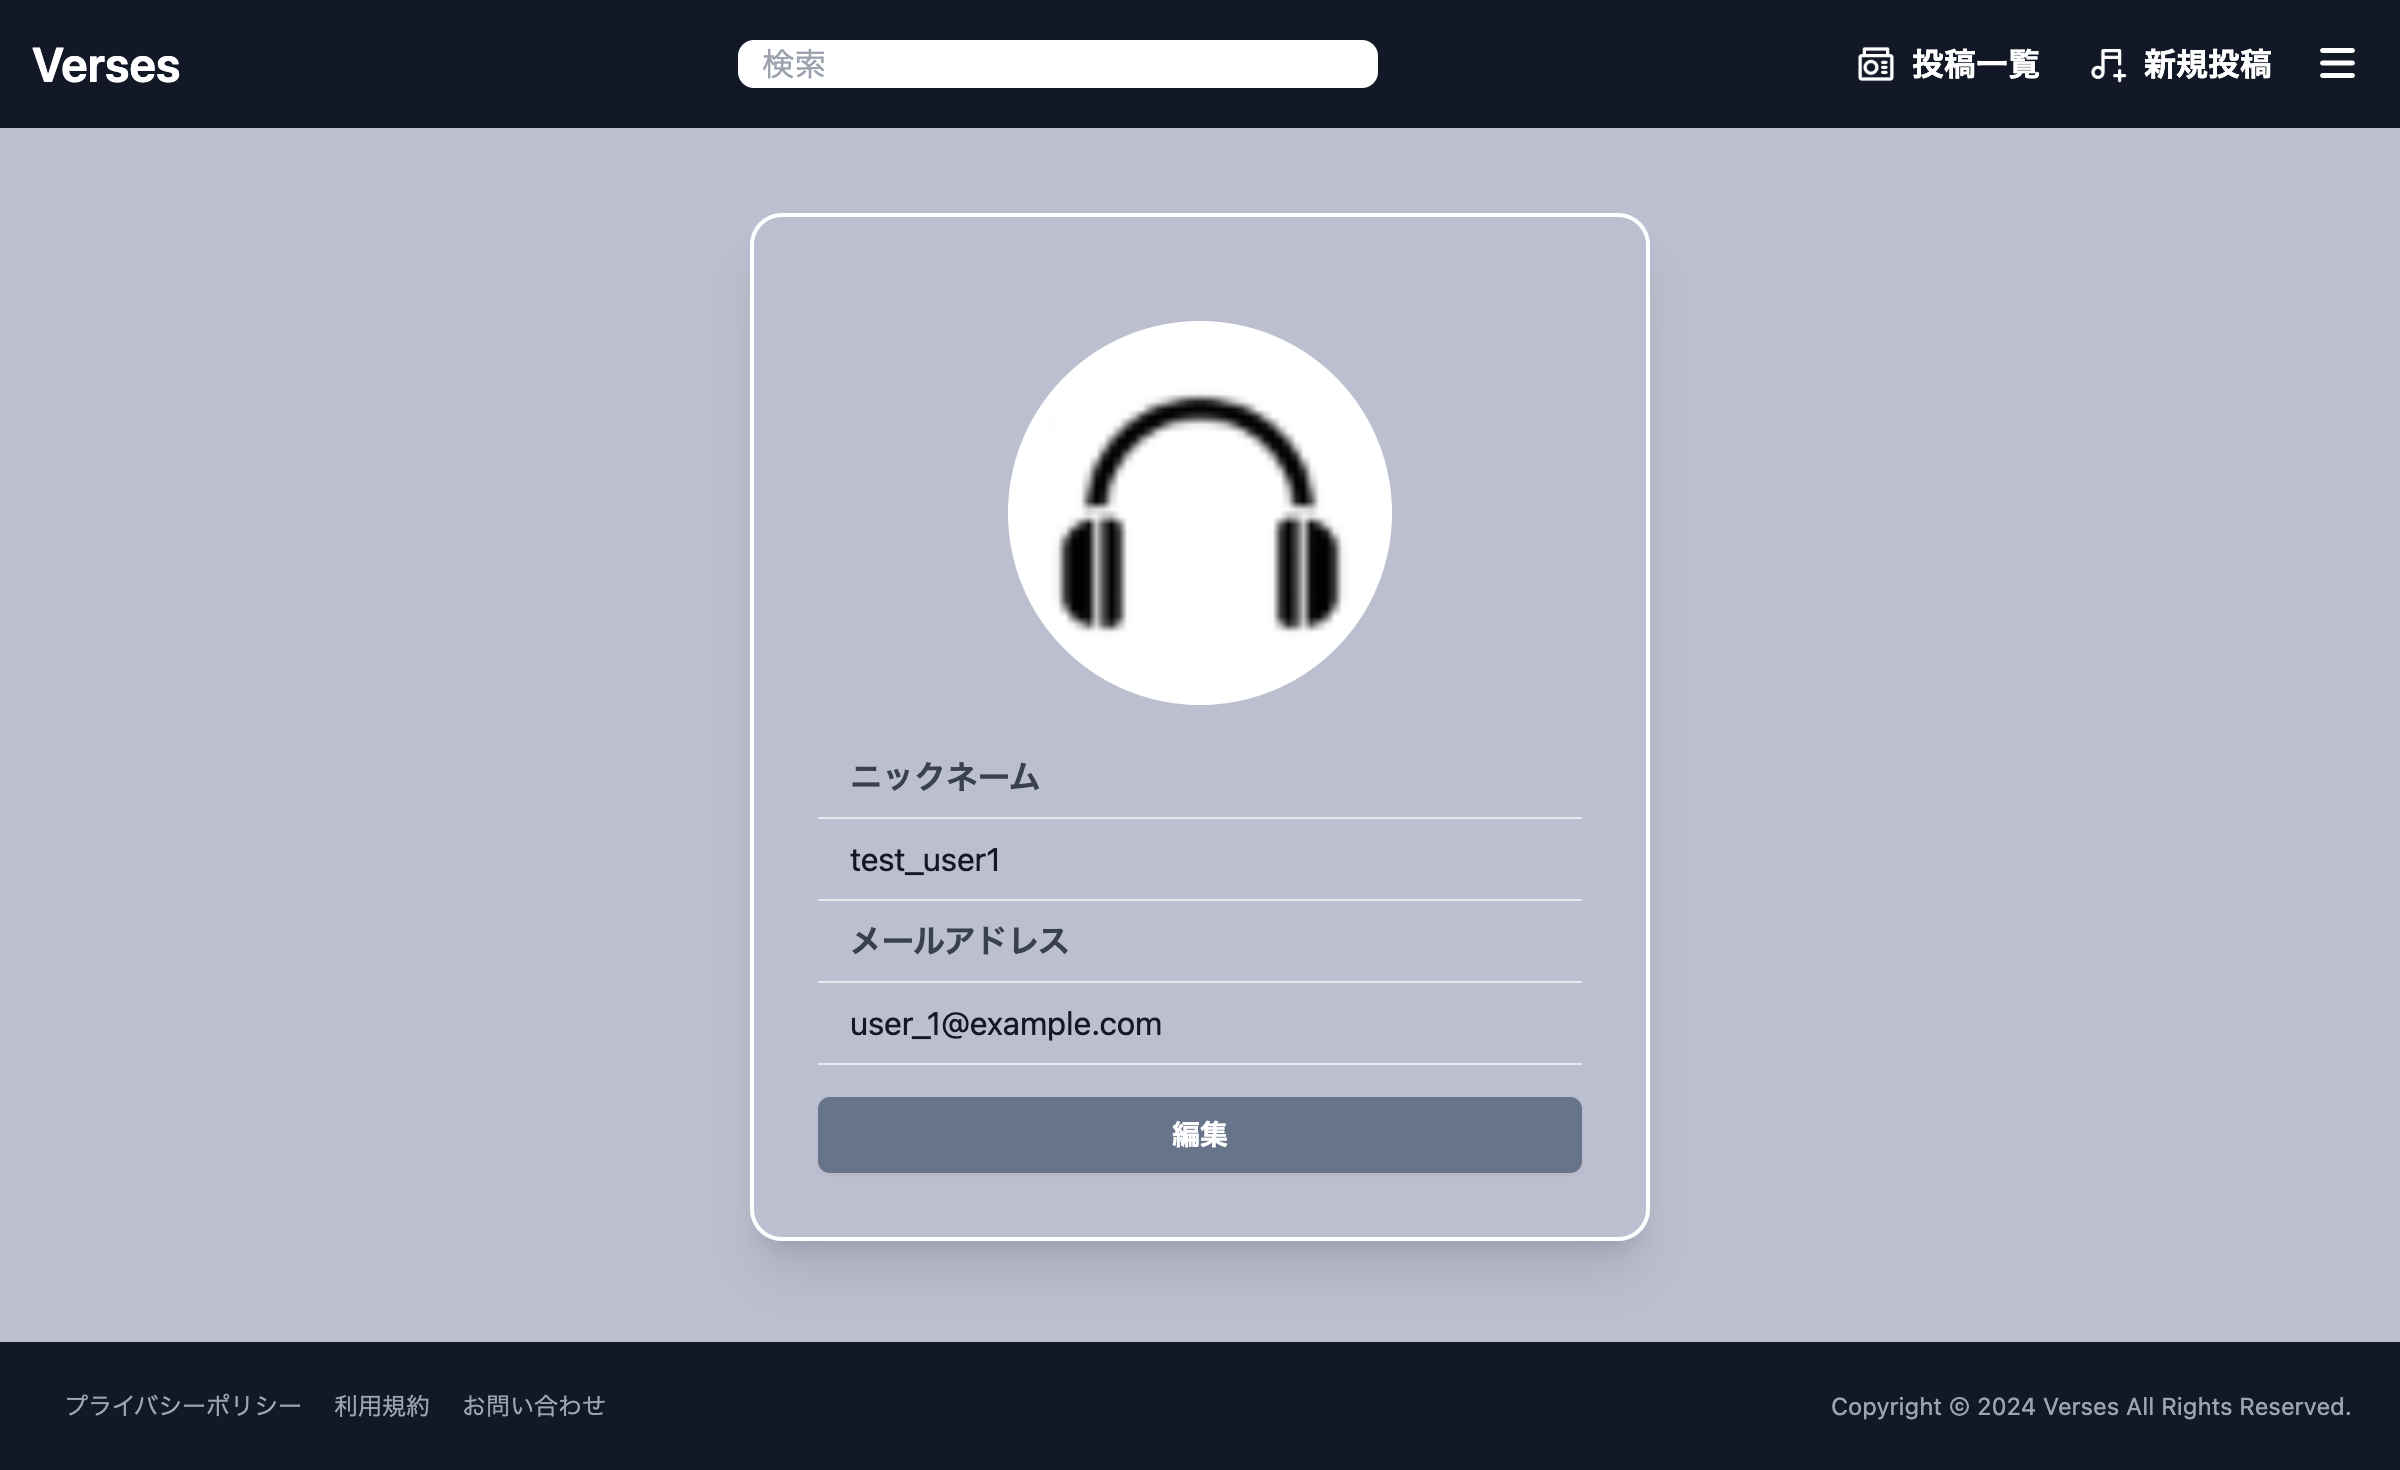 Verses
検索
投稿一覧
新規投稿
ニックネーム
test_user1
メールアドレス
user_1@example.com
編集
プライバシーポリシー 利用規約 お問い合わせ
Copyright © 2024 Verses All Rights Reserved.